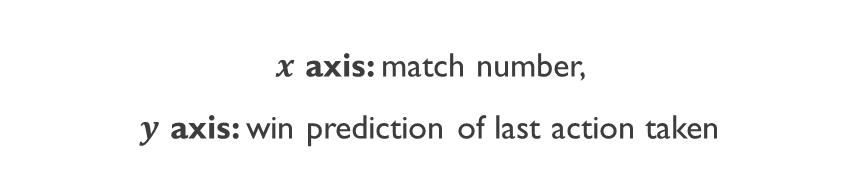 x axis: match number,
y axis: win prediction of last action taken